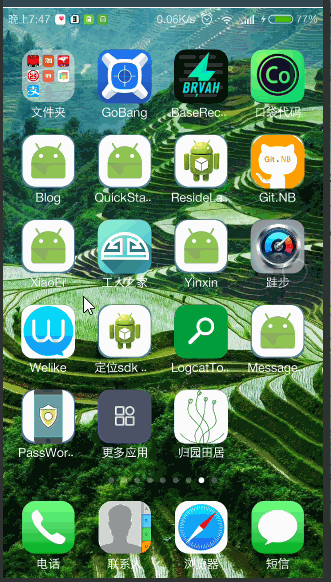 晚上7:47 0.06K/s 77%
文件夹 GoBang BaseRec.. 口袋代码
Blog QuickSta.. ResideLa.. Git.NB
XiaoEr 工大之家 Yinxin 跬步
Welike 定位sdk .. LogcatTo.. Message..
PassWor.. 更多应用 归园田居
电话 联系人 浏览器 短信
BRVAH
Co
Git.NB
支